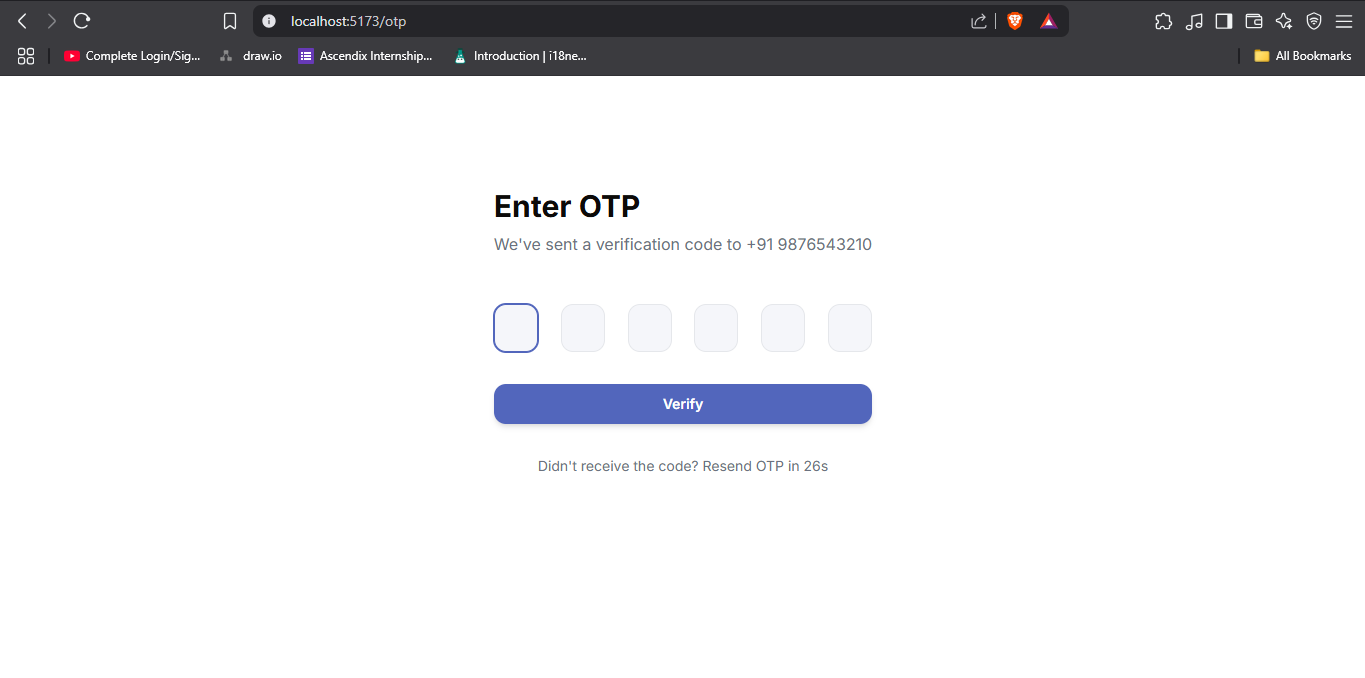 localhost:5173/otp
Complete Login/Sig... draw.io Ascendix Internship... Introduction | i18ne... All Bookmarks
Enter OTP
We've sent a verification code to +91 9876543210
Verify
Didn't receive the code? Resend OTP in 26s